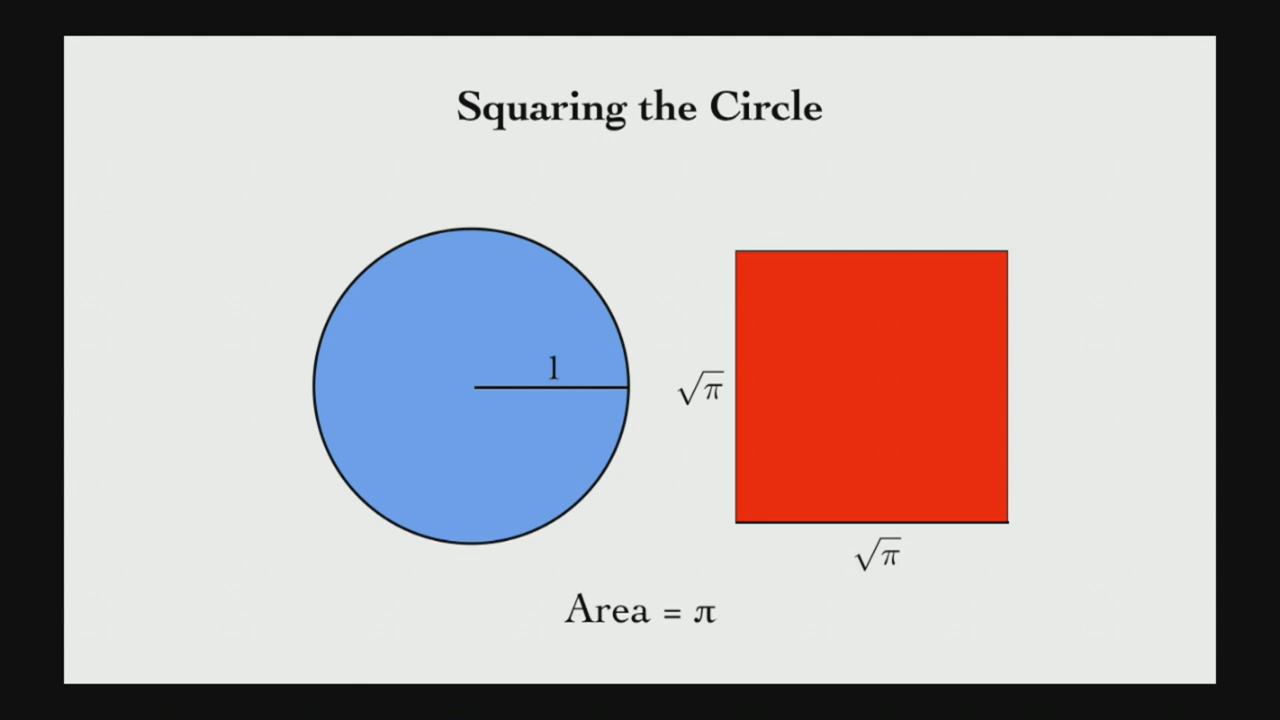 Squaring the Circle
1
√π
√π
Area = π